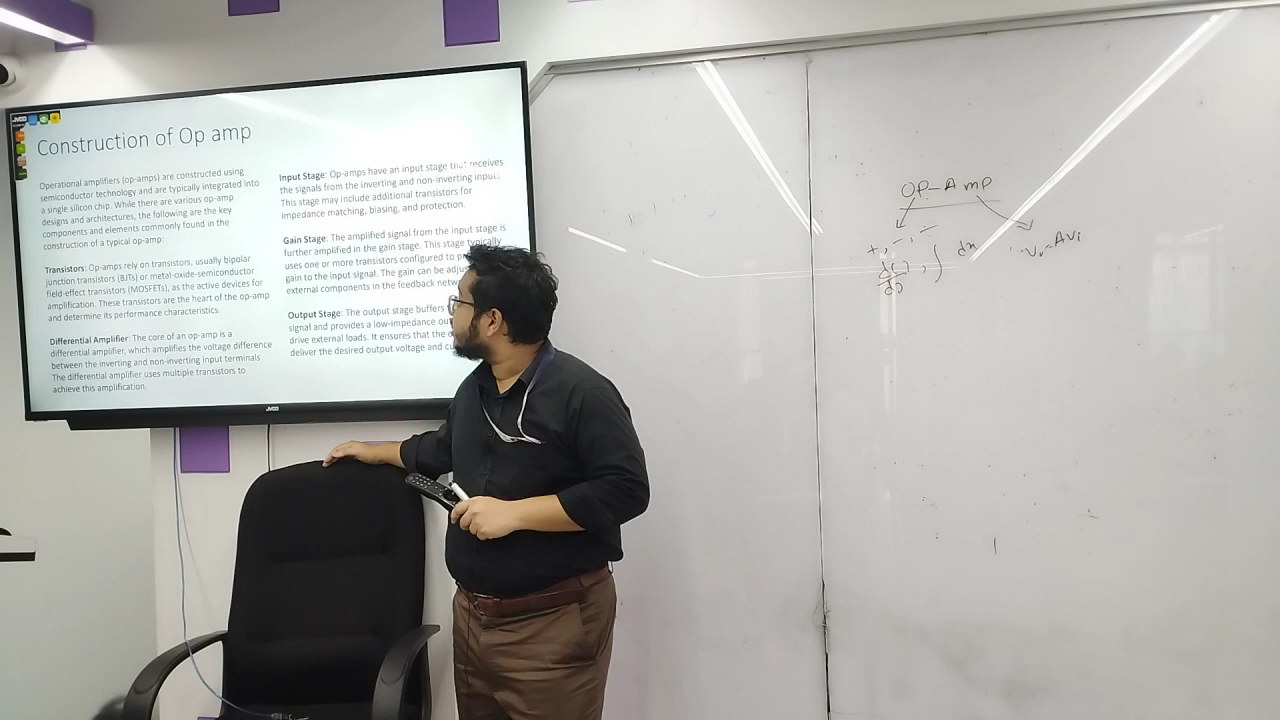 JVCO
Construction of Op amp
Operational amplifiers (op-amps) are constructed using
semiconductor technology and are typically integrated into
a single silicon chip. While there are various op-amp
designs and architectures, the following are the key
components and elements commonly found in the
construction of a typical op-amp:
Transistors: Op-amps rely on transistors, usually bipolar
junction transistors (BJTs) or metal-oxide-semiconductor
field-effect transistors (MOSFETs), as the active devices for
amplification. These transistors are the heart of the op-amp
and determine its performance characteristics.
Differential Amplifier: The core of an op-amp is a
differential amplifier, which amplifies the voltage difference
between the inverting and non-inverting input terminals
The differential amplifier uses multiple transistors to
achieve this amplification.
Input Stage: Op-amps have an input stage that receives
the signals from the inverting and non-inverting inputs
This stage may include additional transistors for
impedance matching, biasing, and protection.
Gain Stage: The amplified signal from the input stage is
further amplified in the gain stage. This stage typically
uses one or more transistors configured to
gain to the input signal. The gain can be
external components in the feedback
Output Stage: The output stage buffers
signal and provides a low-impedance
drive external loads. It ensures that the
deliver the desired output voltage and
JVCO
OP-AMP
+, -, ÷
∫ dx